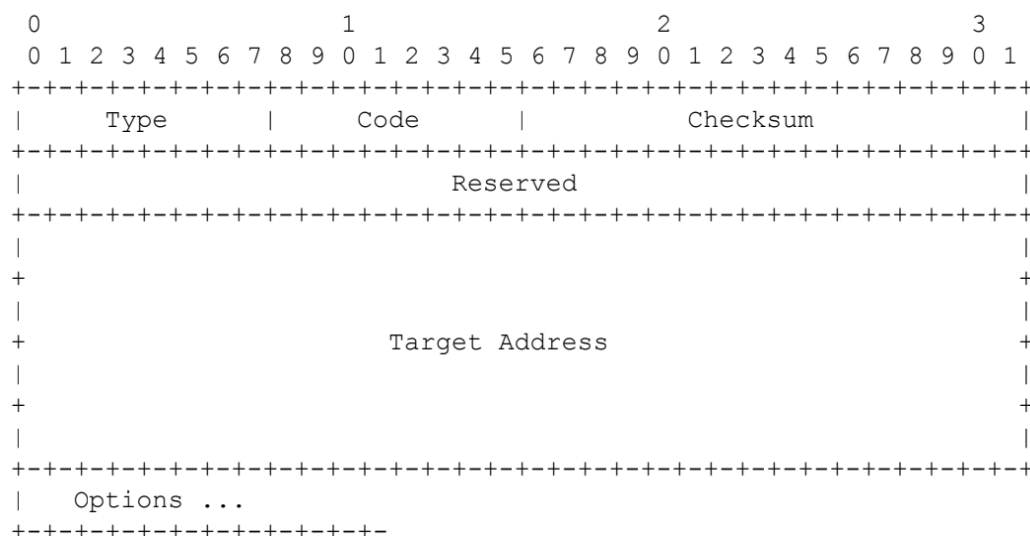 0                   1                   2                   3
 0 1 2 3 4 5 6 7 8 9 0 1 2 3 4 5 6 7 8 9 0 1 2 3 4 5 6 7 8 9 0 1
+-+-+-+-+-+-+-+-+-+-+-+-+-+-+-+-+-+-+-+-+-+-+-+-+-+-+-+-+-+-+-+-+
|     Type      |     Code      |          Checksum             |
+-+-+-+-+-+-+-+-+-+-+-+-+-+-+-+-+-+-+-+-+-+-+-+-+-+-+-+-+-+-+-+-+
|                           Reserved                            |
+-+-+-+-+-+-+-+-+-+-+-+-+-+-+-+-+-+-+-+-+-+-+-+-+-+-+-+-+-+-+-+-+
|                                                               |
+                                                               +
|                                                               |
+                       Target Address                          +
|                                                               |
+                                                               +
|                                                               |
+-+-+-+-+-+-+-+-+-+-+-+-+-+-+-+-+-+-+-+-+-+-+-+-+-+-+-+-+-+-+-+-+
|   Options ...
+-+-+-+-+-+-+-+-+-+-+-+-